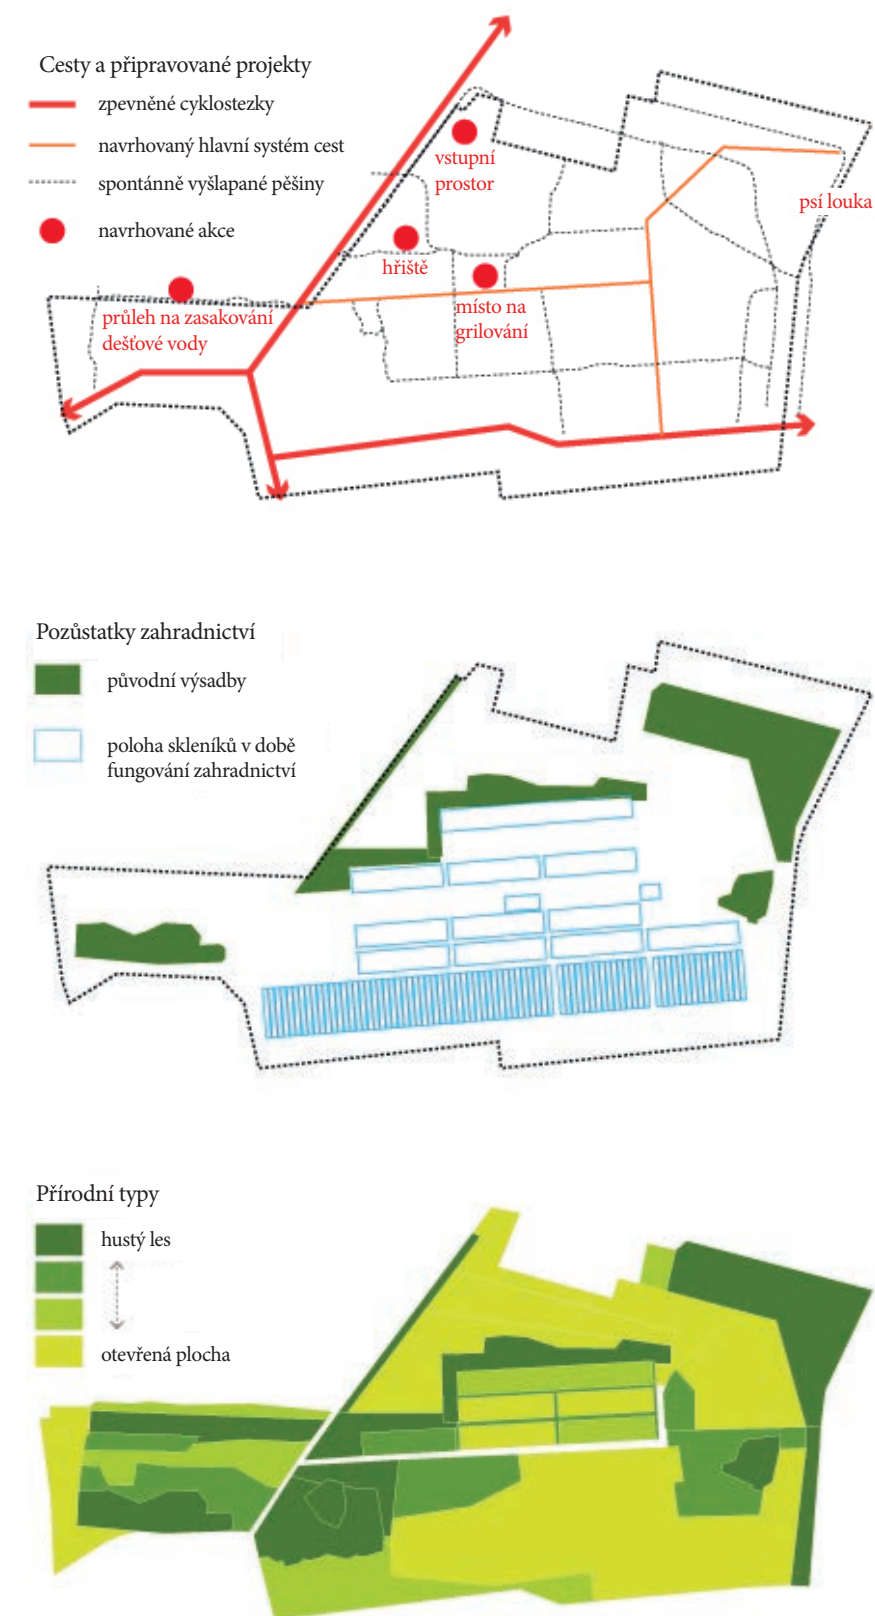 Cesty a připravované projekty
zpevněné cyklostezky
navrhovaný hlavní systém cest
spontánně vyšlapané pěšiny
navrhované akce
vstupní
prostor
psí louka
hřiště
místo na
grilování
průleh na zasakování
dešťové vody
Pozůstatky zahradnictví
původní výsadby
poloha skleníků v době
fungování zahradnictví
Přírodní typy
hustý les
otevřená plocha